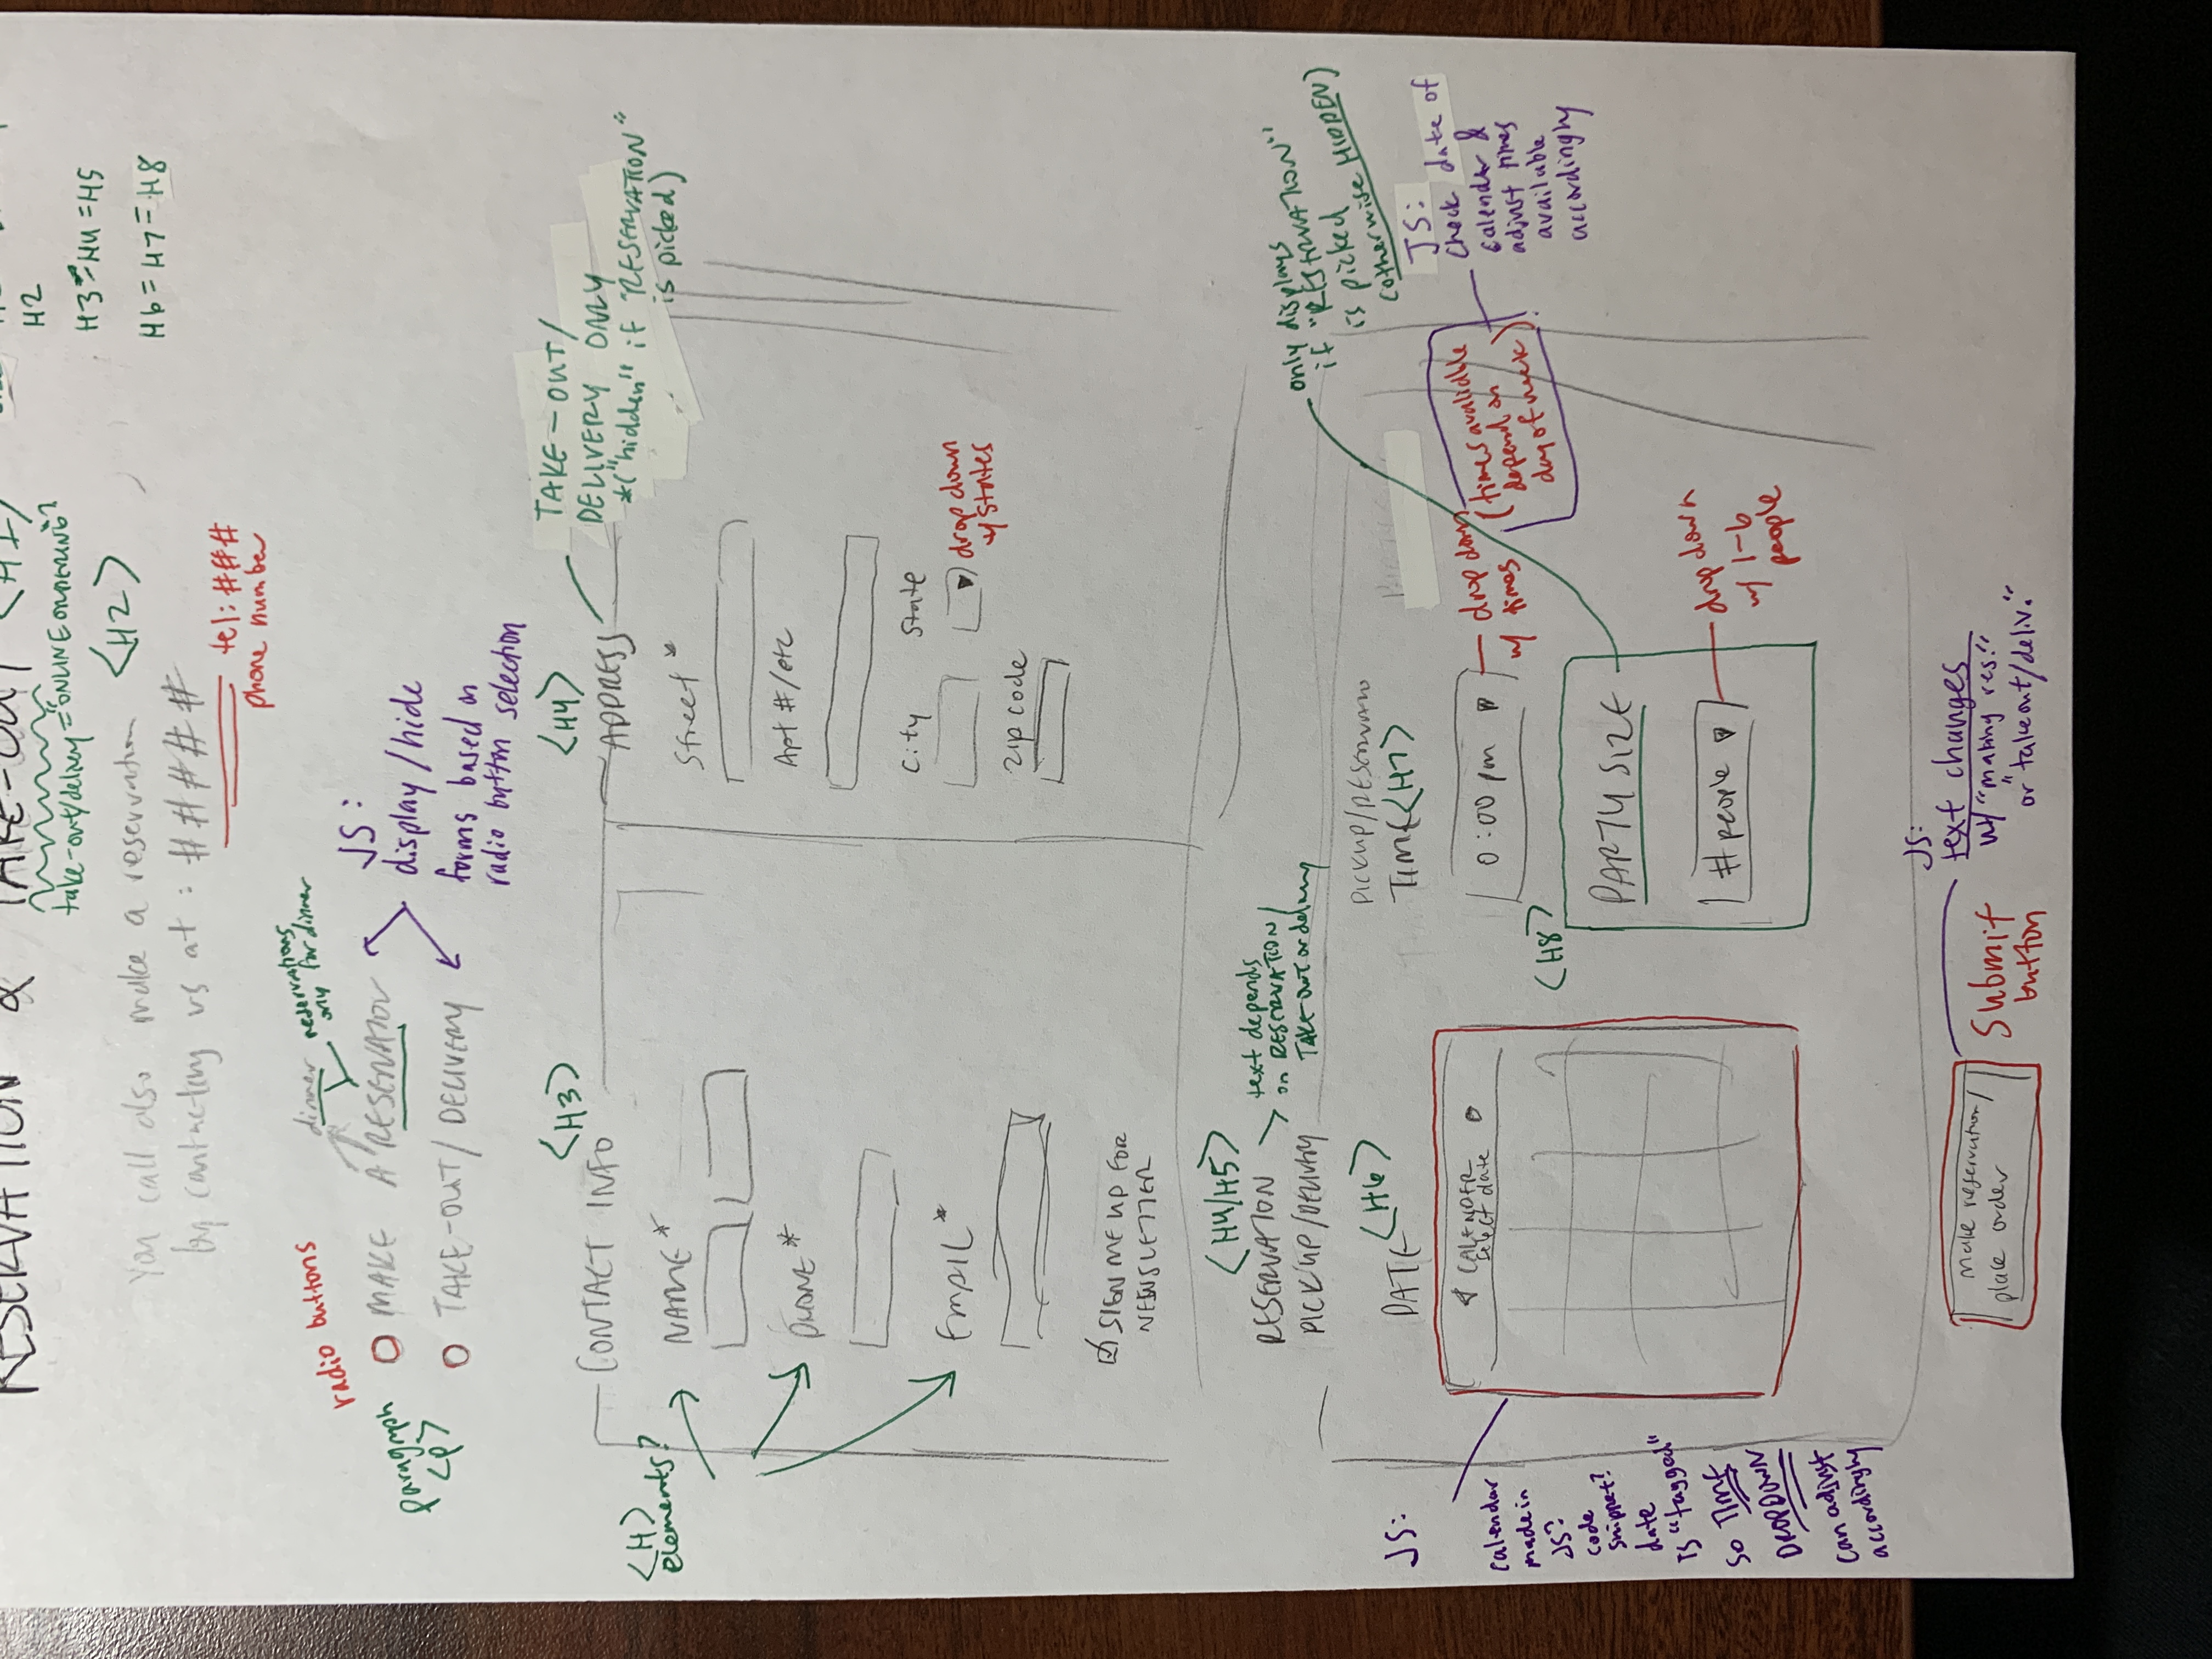 RESERVATION & TAKE-OUT <H1>
take-out/delivery = "ONLINE ORDERING"?
H2
H3 = H4 = H5
H6 = H7 = H8
You call also make a reservation <H2>
by contacting us at : # # # # #
tel: ###
phone number
radio buttons
dinner
reservations
only for dinner
paragraph
<p>
MAKE A RESERVATION
TAKE-OUT/ DELIVERY
JS:
display/hide
forms based on
radio button selection
CONTACT INFO <H3>
<H>
elements?
NAME*
PHONE*
EMAIL*
SIGN ME UP FOR
NEWSLETTER
<H4>
ADDRESS
TAKE-OUT/
DELIVERY ONLY
*("hidden" if "RESERVATION"
is picked)
Street*
Apt #/etc
City State
drop down
w/ states
Zip code
<H4/H5>
RESERVATION
PICKUP/DELIVERY
text depends
on RESERVATION/
TAKE out or delivery
only displays
if "RESERVATION"
is picked
(otherwise HIDDEN)
JS:
calendar
made in
JS?
code
snippet?
date
is "tagged"
so TIME
DROPDOWN
can adjust
accordingly
DATE <H6>
CALENDER
select date
PICKUP/RESERVATIO
TIME <H7>
0:00 pm
drop down
w/ times
(times available
depend on
day of week)
JS:
check date of
calendar &
adjust times
available
accordingly
<H8>
PARTY SIZE
# people
drop down
w/ 1-6
people
make reservation/
place order
Submit
button
JS:
text changes
w/ "making res."
or "takeout/deliv."